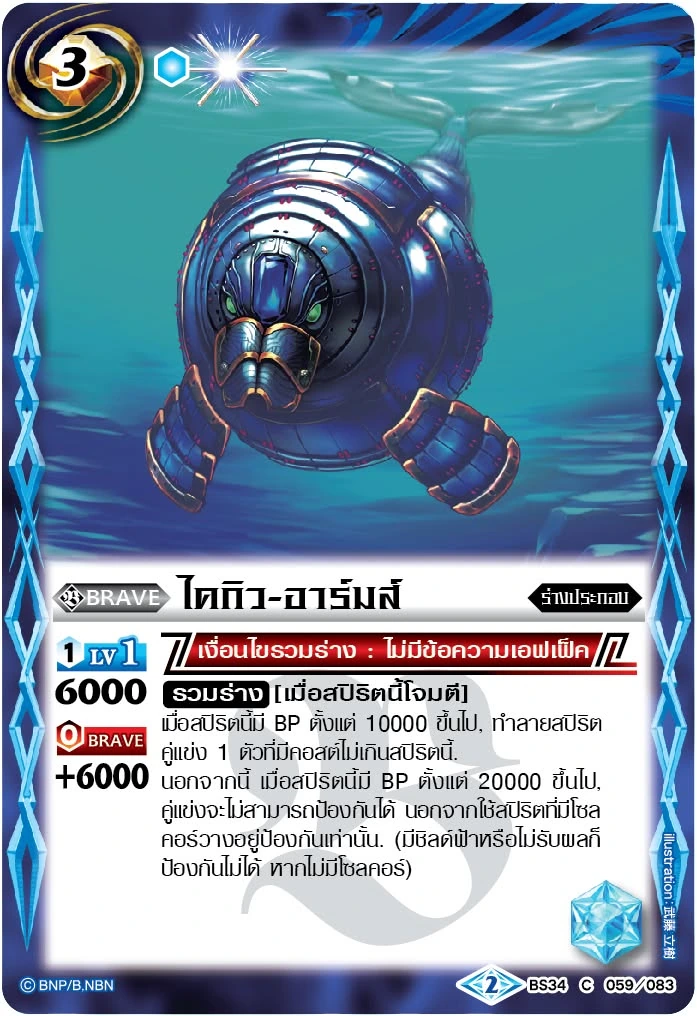 3
BRAVE ไดกิว-อาร์มส์ ร่างประกอบ
1 LV1
6000
0 BRAVE
+6000
เงื่อนไขรวมร่าง : ไม่มีข้อความเอฟเฟ็ค
รวมร่าง [เมื่อสปิริตนี้โจมตี]
เมื่อสปิริตนี้มี BP ตั้งแต่ 10000 ขึ้นไป, ทำลายสปิริต
คู่แข่ง 1 ตัวที่มีคอสต์ไม่เกินสปิริตนี้.
นอกจากนี้ เมื่อสปิริตนี้มี BP ตั้งแต่ 20000 ขึ้นไป,
คู่แข่งจะไม่สามารถป้องกันได้ นอกจากใช้สปิริตที่มีโซล
คอร์วางอยู่ป้องกันเท่านั้น. (มีชิลด์ฟ้าหรือไม่รับผลก็
ป้องกันไม่ได้ หากไม่มีโซลคอร์)
illustration : 武藤 立樹
©BNP/B.NBN
2 BS34 C 059/083